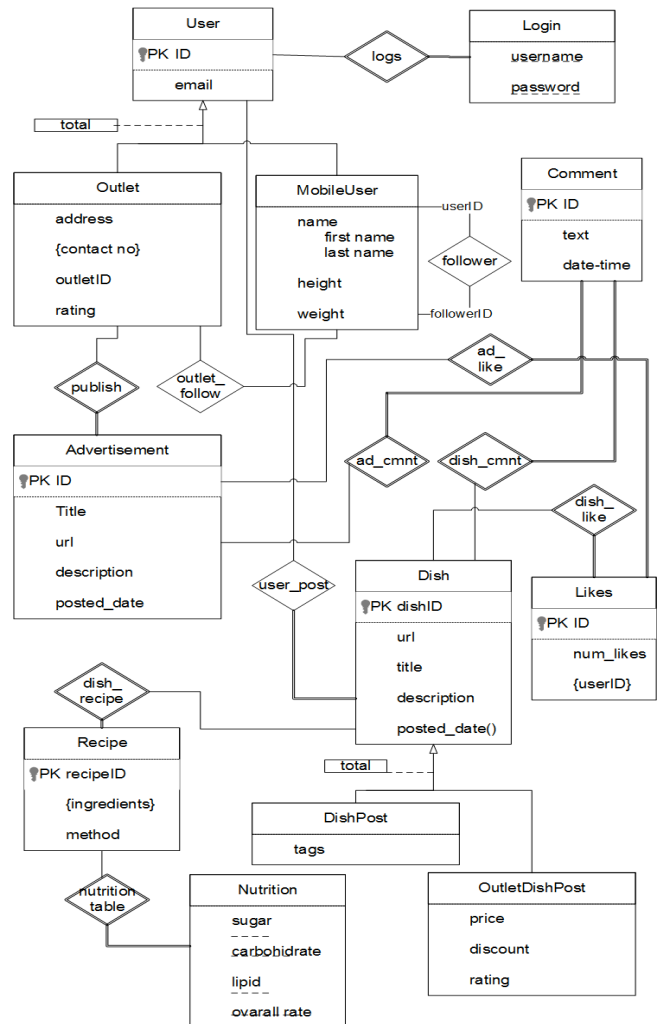 User
PK ID
email
logs
Login
username
password
total
Outlet
address
{contact no}
outletID
rating
MobileUser
name
first name
last name
height
weight
userID
follower
followerID
Comment
PK ID
text
date-time
publish
outlet_
follow
ad_
like
Advertisement
PK ID
Title
url
description
posted_date
ad_cmnt
dish_cmnt
dish_
like
user_post
Dish
PK dishID
url
title
description
posted_date()
Likes
PK ID
num_likes
{userID}
dish_
recipe
Recipe
PK recipeID
{ingredients}
method
total
DishPost
tags
nutrition
table
Nutrition
sugar
carbohidrate
lipid
ovarall rate
OutletDishPost
price
discount
rating